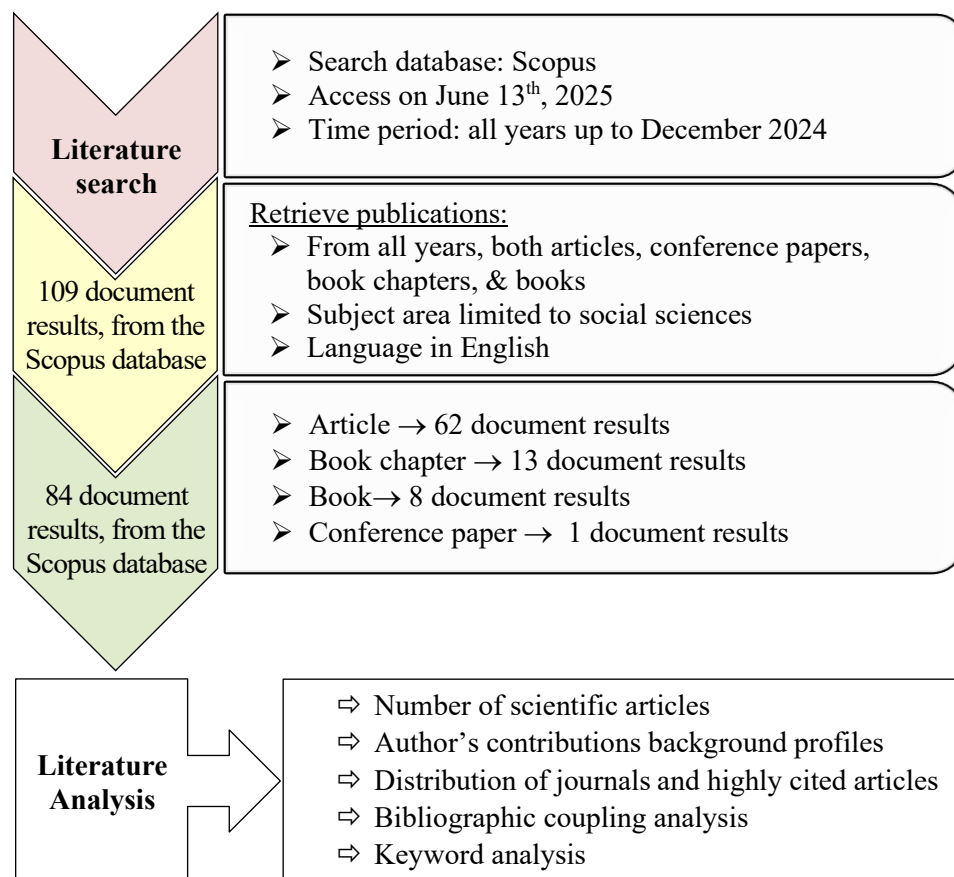 Literature
search
➢ Search database: Scopus
➢ Access on June 13th, 2025
➢ Time period: all years up to December 2024
109 document
results, from the
Scopus database
Retrieve publications:
➢ From all years, both articles, conference papers,
book chapters, & books
➢ Subject area limited to social sciences
➢ Language in English
84 document
results, from the
Scopus database
➢ Article → 62 document results
➢ Book chapter → 13 document results
➢ Book→ 8 document results
➢ Conference paper → 1 document results
Literature
Analysis
⇨ Number of scientific articles
⇨ Author’s contributions background profiles
⇨ Distribution of journals and highly cited articles
⇨ Bibliographic coupling analysis
⇨ Keyword analysis